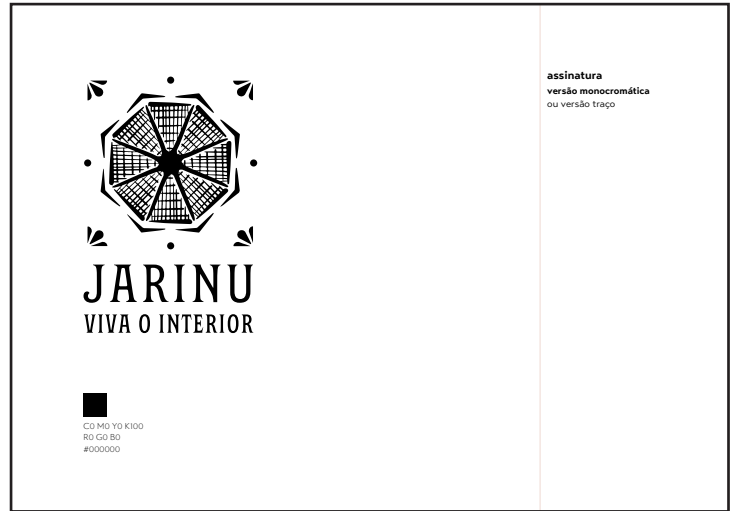 assinatura
versão monocromática
ou versão traço
JARINU
VIVA O INTERIOR
C0 M0 Y0 K100
R0 G0 B0
#000000